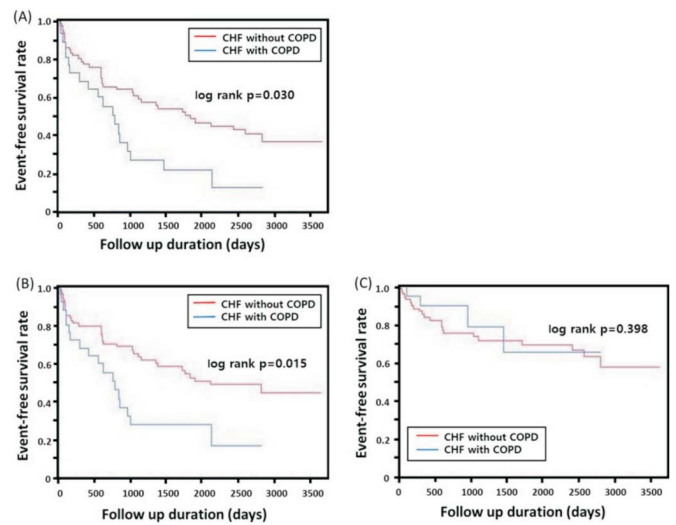 (A)
Event-free survival rate
1.0
0.8
0.6
0.4
0.2
0
CHF without COPD
CHF with COPD
log rank p=0.030
0 500 1000 1500 2000 2500 3000 3500
Follow up duration (days)
(B)
Event-free survival rate
1.0
0.8
0.6
0.4
0.2
0
CHF without COPD
CHF with COPD
log rank p=0.015
0 500 1000 1500 2000 2500 3000 3500
Follow up duration (days)
(C)
Event-free survival rate
1.0
0.8
0.6
0.4
0.2
0
log rank p=0.398
CHF without COPD
CHF with COPD
0 500 1000 1500 2000 2500 3000 3500
Follow up duration (days)